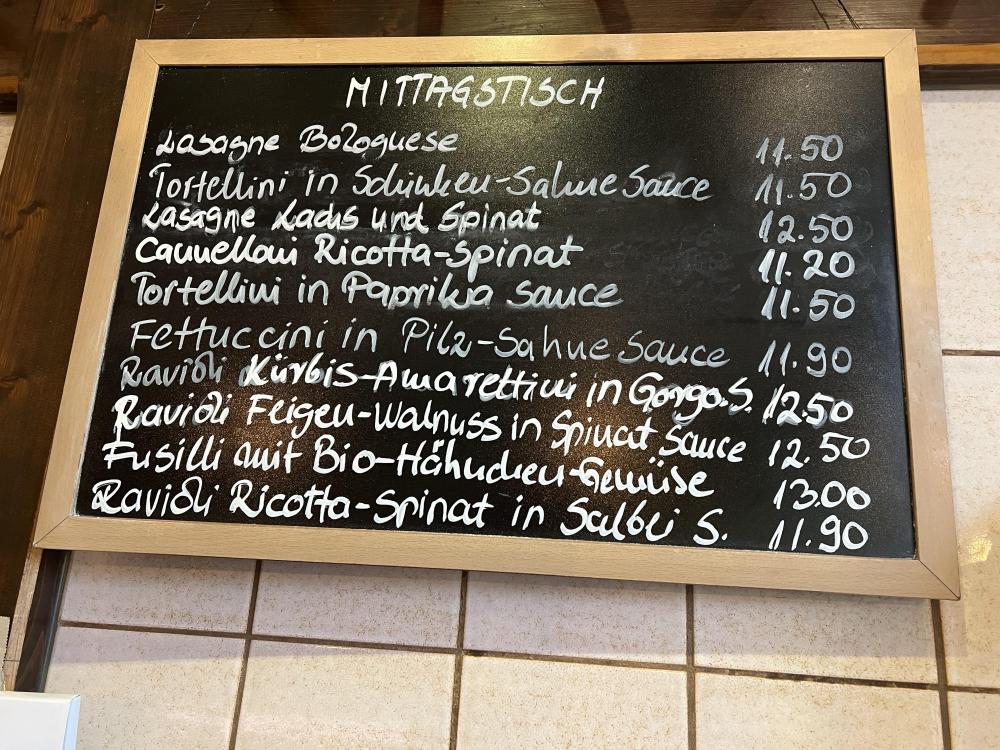 MITTAGSTISCH
Lasagne Bolognese 11.50
Tortellini in Schinken-Sahne Sauce 11.50
Lasagne Lachs und Spinat 12.50
Cannelloni Ricotta-Spinat 11.20
Tortellini in Paprika Sauce 11.50
Fettuccini in Pilz-Sahne Sauce 11.90
Ravioli Kürbis-Amarettini in Gorgo.S. 12.50
Ravioli Feigen-Walnuss in Spinat Sauce 12.50
Fusilli mit Bio-Hähnchen-Gemüse 13.00
Ravioli Ricotta-Spinat in Salbei S. 11.90